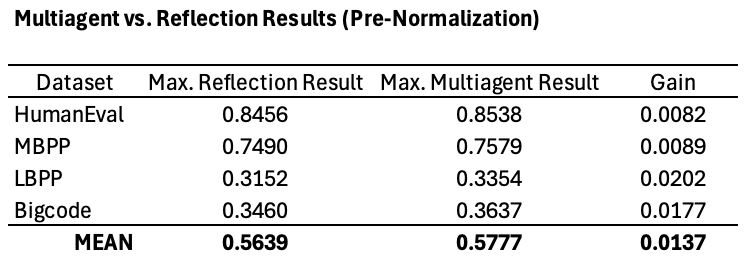 Multiagent vs. Reflection Results (Pre-Normalization)
Dataset Max. Reflection Result Max. Multiagent Result Gain
HumanEval 0.8456 0.8538 0.0082
MBPP 0.7490 0.7579 0.0089
LBPP 0.3152 0.3354 0.0202
Bigcode 0.3460 0.3637 0.0177
MEAN 0.5639 0.5777 0.0137